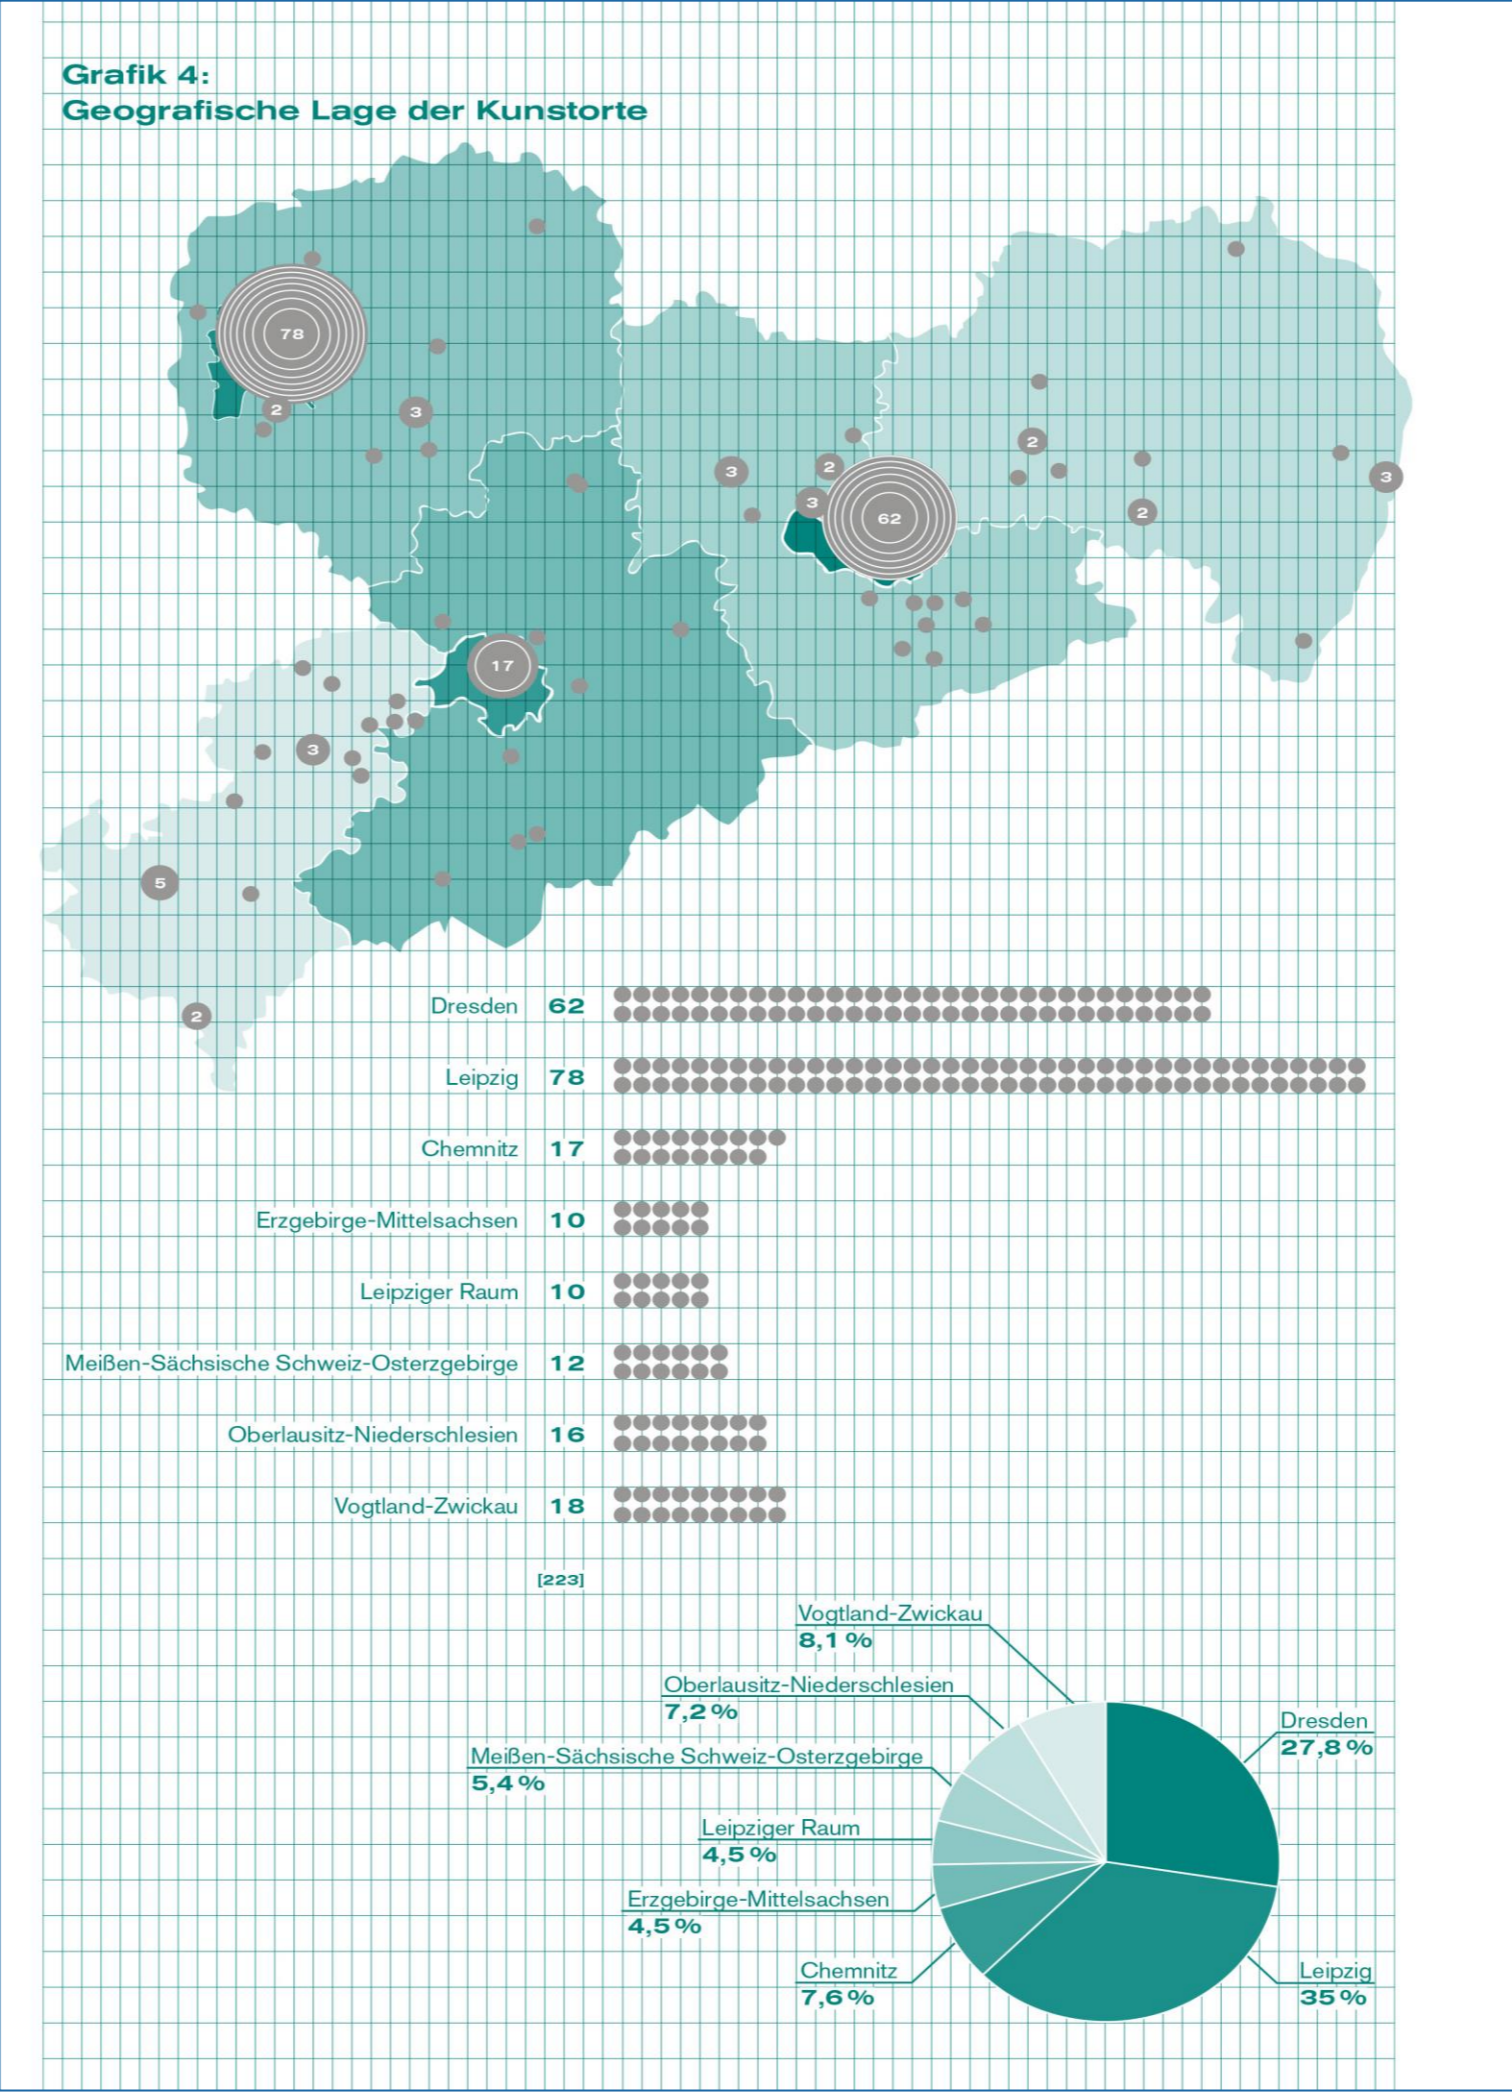 Grafik 4:
Geografische Lage der Kunstorte
78
2
3
2
3
2
3
62
3
2
17
3
5
2
Dresden 62
Leipzig 78
Chemnitz 17
Erzgebirge-Mittelsachsen 10
Leipziger Raum 10
Meißen-Sächsische Schweiz-Osterzgebirge 12
Oberlausitz-Niederschlesien 16
Vogtland-Zwickau 18
[223]
Vogtland-Zwickau
8,1 %
Oberlausitz-Niederschlesien
7,2 %
Dresden
27,8 %
Meißen-Sächsische Schweiz-Osterzgebirge
5,4 %
Leipziger Raum
4,5 %
Erzgebirge-Mittelsachsen
4,5 %
Chemnitz
7,6 %
Leipzig
35 %